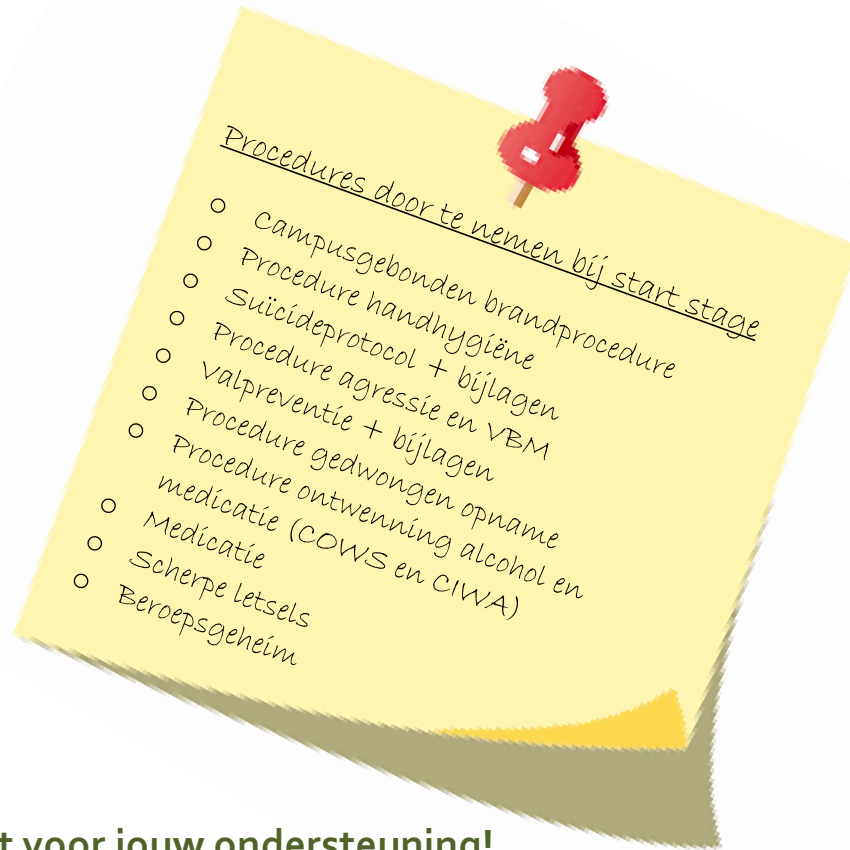 Procedures door te nemen bij start stage
o Campusgebonden brandprocedure
o Procedure handhygiëne
o Suïcideprotocol + bijlagen
o Procedure agressie en VBM
o Valpreventie + bijlagen
o Procedure gedwongen opname
o Procedure ontwenning alcohol en
medicatie (COWS en CIWA)
o Medicatie
o Scherpe letsels
o Beroepsgeheim
voor jouw ondersteuning!